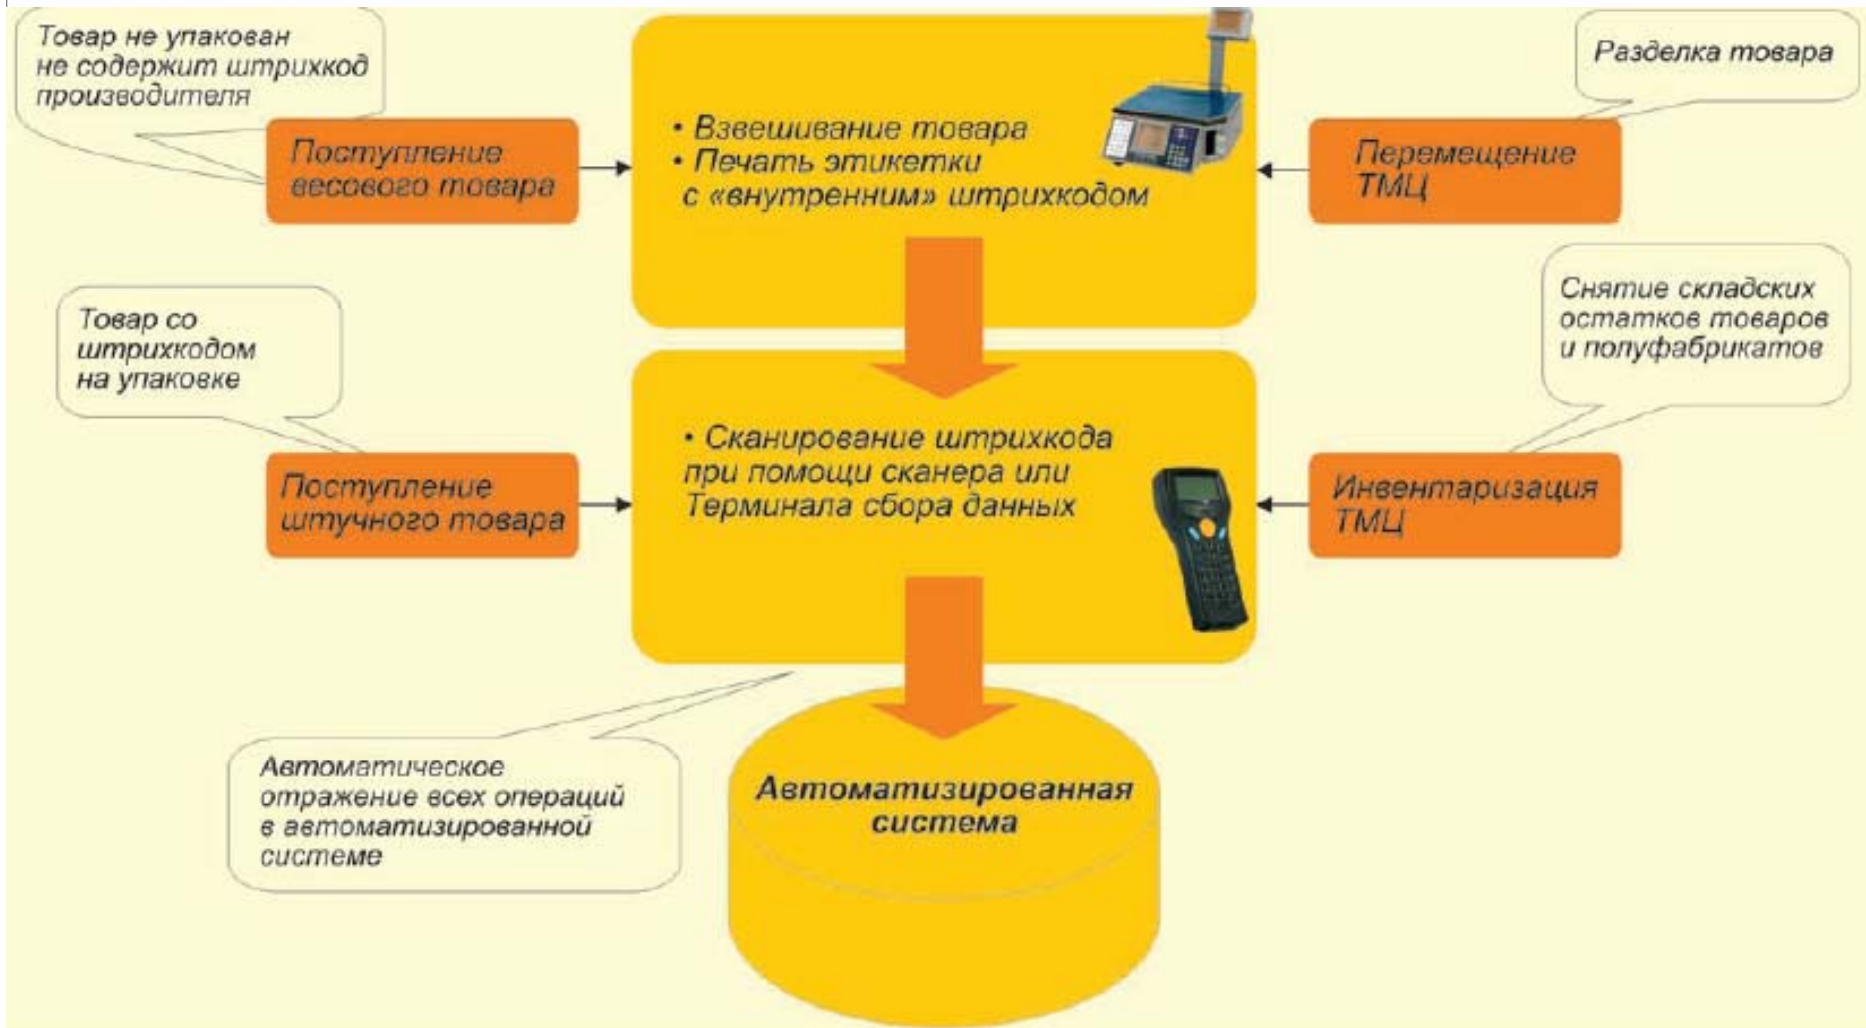 Товар не упакован
не содержит штрихкод
производителя
Поступление
весового товара
• Взвешивание товара
• Печать этикетки
с «внутренним» штрихкодом
Разделка товара
Перемещение
ТМЦ
Товар со
штрихкодом
на упаковке
Поступление
штучного товара
• Сканирование штрихкода
при помощи сканера или
Терминала сбора данных
Снятие складских
остатков товаров
и полуфабрикатов
Инвентаризация
ТМЦ
Автоматическое
отражение всех операций
в автоматизированной
системе
Автоматизированная
система